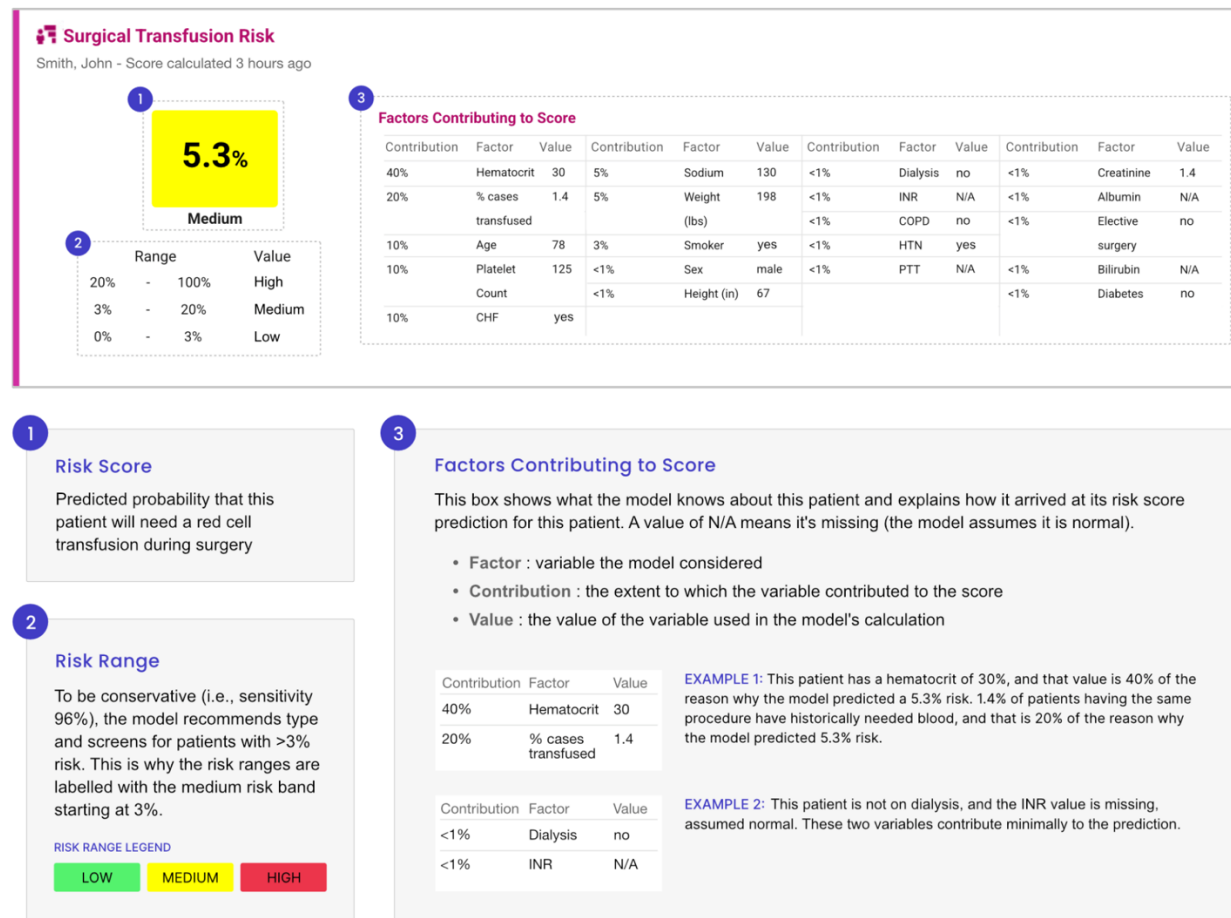 Surgical Transfusion Risk
Smith, John - Score calculated 3 hours ago
1
5.3%
Medium
2
Range Value
20% - 100% High
3% - 20% Medium
0% - 3% Low
3
Factors Contributing to Score
Contribution Factor Value Contribution Factor Value Contribution Factor Value Contribution Factor Value
40% Hematocrit 30 5% Sodium 130 <1% Dialysis no <1% Creatinine 1.4
20% % cases 1.4 5% Weight 198 <1% INR N/A <1% Albumin N/A
transfused (lbs) <1% COPD no <1% Elective no
10% Age 78 3% Smoker yes <1% HTN yes surgery
10% Platelet 125 <1% Sex male <1% PTT N/A <1% Bilirubin N/A
Count <1% Height (in) 67 <1% Diabetes no
10% CHF yes
1
Risk Score
Predicted probability that this
patient will need a red cell
transfusion during surgery
2
Risk Range
To be conservative (i.e., sensitivity
96%), the model recommends type
and screens for patients with >3%
risk. This is why the risk ranges are
labelled with the medium risk band
starting at 3%.
RISK RANGE LEGEND
LOW MEDIUM HIGH
3
Factors Contributing to Score
This box shows what the model knows about this patient and explains how it arrived at its risk score
prediction for this patient. A value of N/A means it's missing (the model assumes it is normal).
• Factor : variable the model considered
• Contribution : the extent to which the variable contributed to the score
• Value : the value of the variable used in the model's calculation
Contribution Factor Value
40% Hematocrit 30
20% % cases 1.4
transfused
EXAMPLE 1: This patient has a hematocrit of 30%, and that value is 40% of the
reason why the model predicted a 5.3% risk. 1.4% of patients having the same
procedure have historically needed blood, and that is 20% of the reason why
the model predicted 5.3% risk.
Contribution Factor Value
<1% Dialysis no
<1% INR N/A
EXAMPLE 2: This patient is not on dialysis, and the INR value is missing,
assumed normal. These two variables contribute minimally to the prediction.